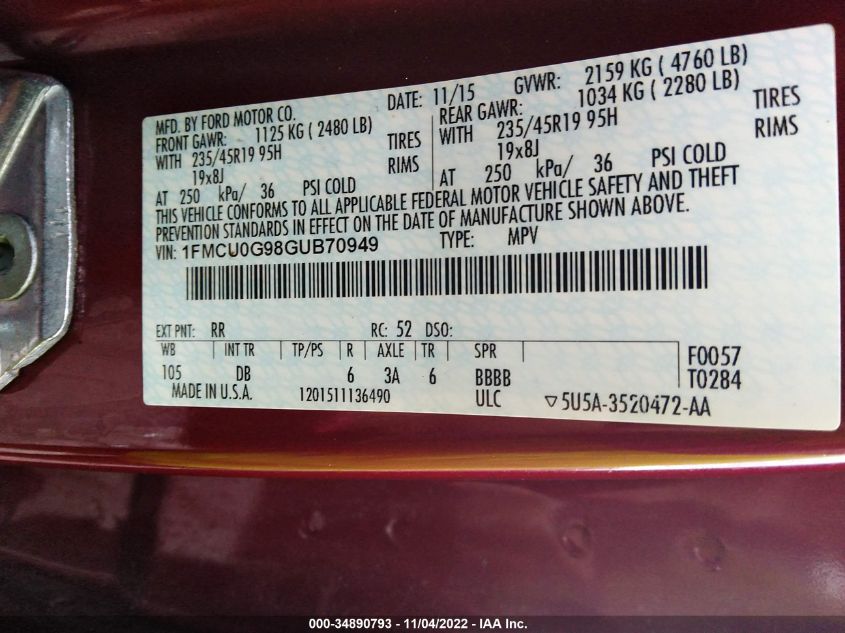 MFD. BY FORD MOTOR CO.
DATE: 11/15 GVWR: 2159 KG ( 4760 LB)
FRONT GAWR: 1125 KG ( 2480 LB)
WITH 235/45R19 95H TIRES
19x8J RIMS
AT 250 kPa/ 36 PSI COLD
REAR GAWR: 1034 KG ( 2280 LB)
WITH 235/45R19 95H TIRES
19x8J RIMS
AT 250 kPa/ 36 PSI COLD
THIS VEHICLE CONFORMS TO ALL APPLICABLE FEDERAL MOTOR VEHICLE SAFETY AND THEFT
PREVENTION STANDARDS IN EFFECT ON THE DATE OF MANUFACTURE SHOWN ABOVE.
VIN: 1FMCU0G98GUB70949 TYPE: MPV
EXT PNT: RR RC: 52 DSO:
WB INT TR TP/PS R AXLE TR SPR
105 DB 6 3A 6 BBBB
F0057
T0284
MADE IN U.S.A. 1201511136490 ULC
▽5U5A-3520472-AA
000-34890793 - 11/04/2022 - IAA Inc.